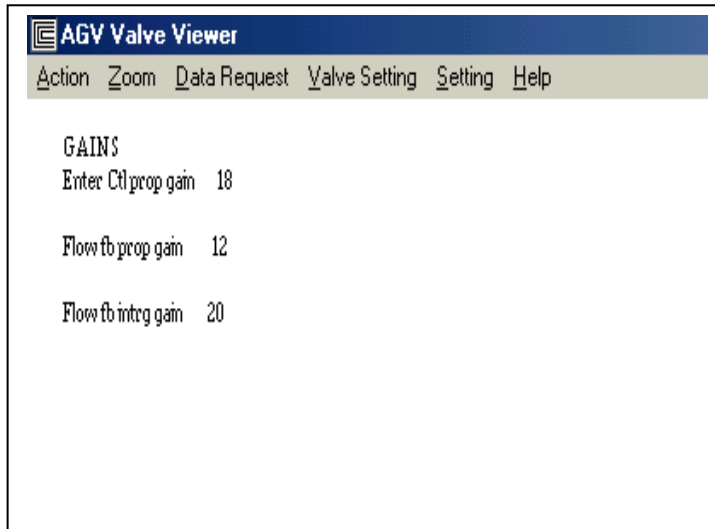 AGV Valve Viewer
Action Zoom Data Request Valve Setting Setting Help
GAINS
Enter Ctl prop gain 18
Flow fb prop gain 12
Flow fb intrg gain 20